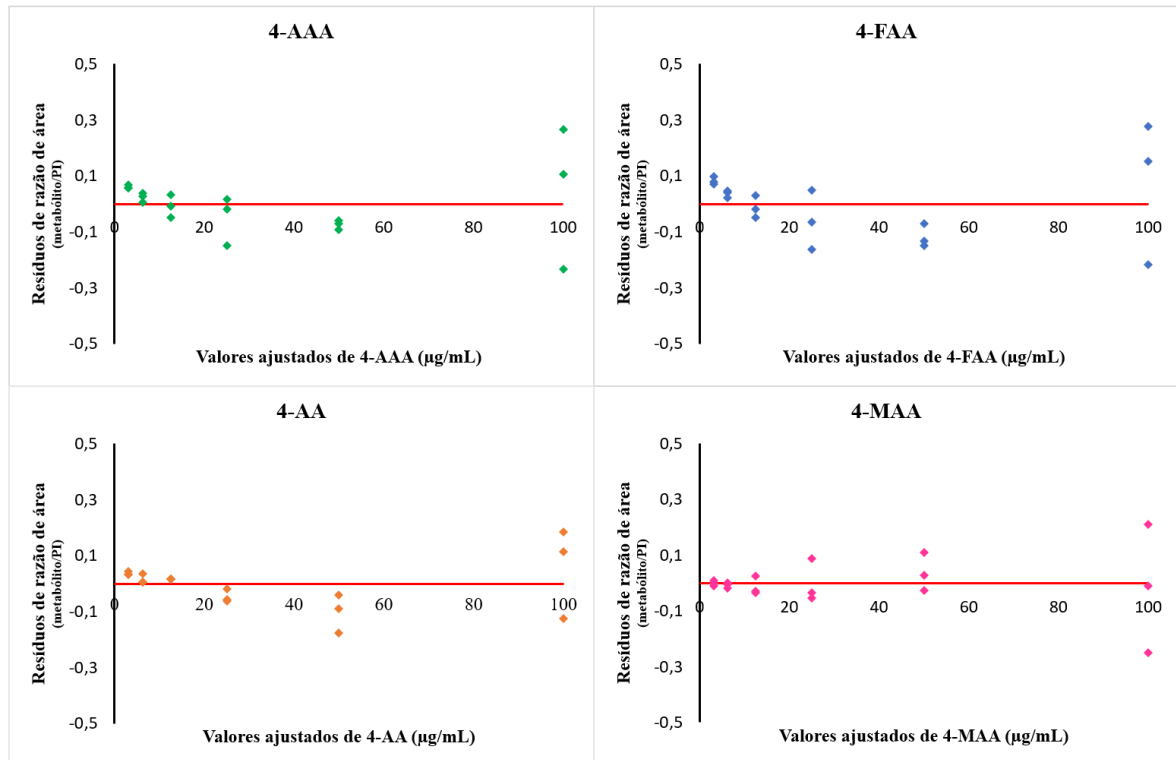 4-AAA
0,5
0,3
0,1
-0,1
-0,3
-0,5
0 20 40 60 80 100
Resíduos de razão de área
(metabólito/PI)
Valores ajustados de 4-AAA (µg/mL)
4-FAA
0,5
0,3
0,1
-0,1
-0,3
-0,5
0 20 40 60 80 100
Resíduos de razão de área
(metabólito/PI)
Valores ajustados de 4-FAA (µg/mL)
4-AA
0,5
0,3
0,1
-0,1
-0,3
-0,5
0 20 40 60 80 100
Resíduos de razão de área
(metabólito/PI)
Valores ajustados de 4-AA (µg/mL)
4-MAA
0,5
0,3
0,1
-0,1
-0,3
-0,5
0 20 40 60 80 100
Resíduos de razão de área
(metabólito/PI)
Valores ajustados de 4-MAA (µg/mL)